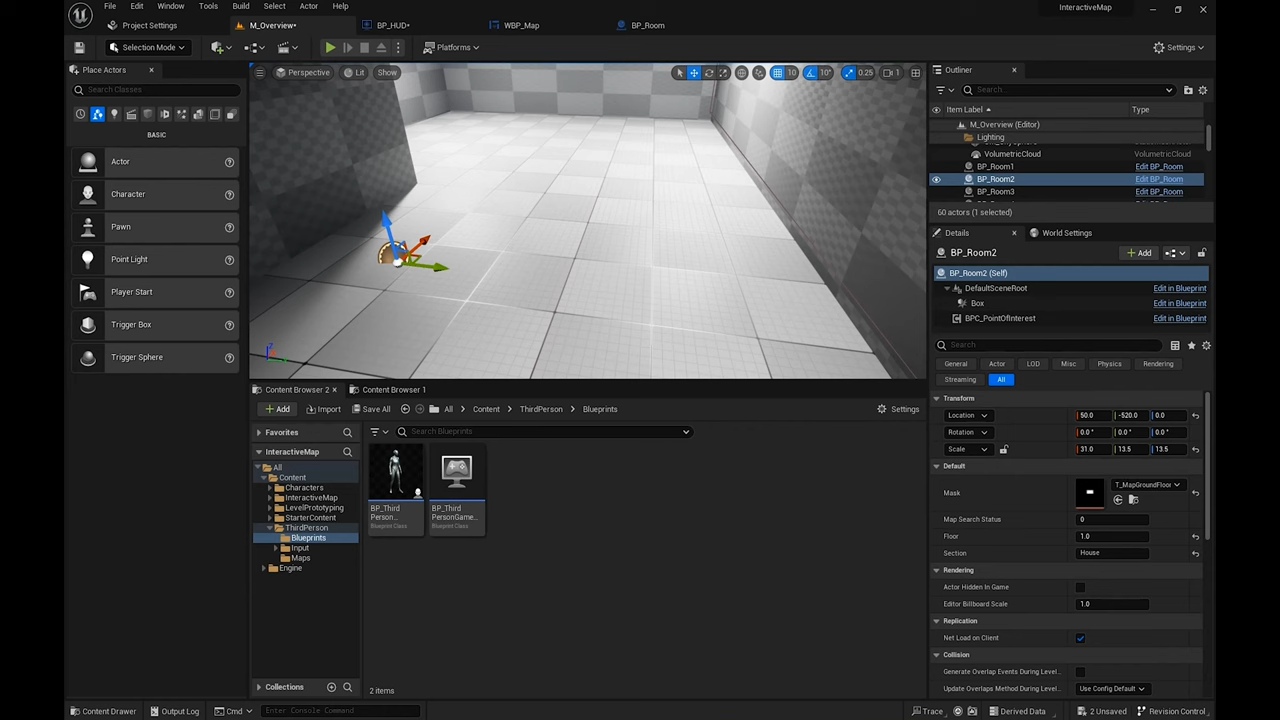 File Edit Window Tools Build Select Actor Help
InteractiveMap
Project Settings
M_Overview*
BP_HUD*
WBP_Map
BP_Room
Selection Mode
Platforms
Settings
Place Actors
Search Classes
BASIC
Actor
Character
Pawn
Point Light
Player Start
Trigger Box
Trigger Sphere
Perspective Lit Show
10 10° 0.25 1
Content Browser 2
Content Browser 1
Add Import Save All All Content ThirdPerson Blueprints Settings
Favorites
InteractiveMap
All
Content
Characters
InteractiveMap
LevelPrototyping
StarterContent
ThirdPerson
Blueprints
Input
Maps
Engine
Collections
Search Blueprints
BP_Third
Person...
Blueprint Class
BP_Third
PersonGame...
Blueprint Class
2 items
Outliner
Search...
Item Label Type
M_Overview (Editor)
Lighting
VolumetricCloud VolumetricCloud
BP_Room1 Edit BP_Room
BP_Room2 Edit BP_Room
BP_Room3 Edit BP_Room
60 actors (1 selected)
Details
World Settings
BP_Room2
Add
BP_Room2 (Self)
DefaultSceneRoot Edit in Blueprint
Box Edit in Blueprint
BPC_PointOfInterest Edit in Blueprint
Search
General Actor LOD Misc Physics Rendering
Streaming All
Transform
Location 50.0 -520.0 0.0
Rotation 0.0° 0.0° 0.0°
Scale 31.0 13.5 13.5
Default
Mask T_MapGroundFloor
Map Search Status 0
Floor 1.0
Section House
Rendering
Actor Hidden In Game
Editor Billboard Scale 1.0
Replication
Net Load on Client
Collision
Generate Overlap Events During Level...
Update Overlaps Method During Level... Use Config Default
Content Drawer Output Log Cmd Enter Console Command
Trace Derived Data 2 Unsaved Revision Control